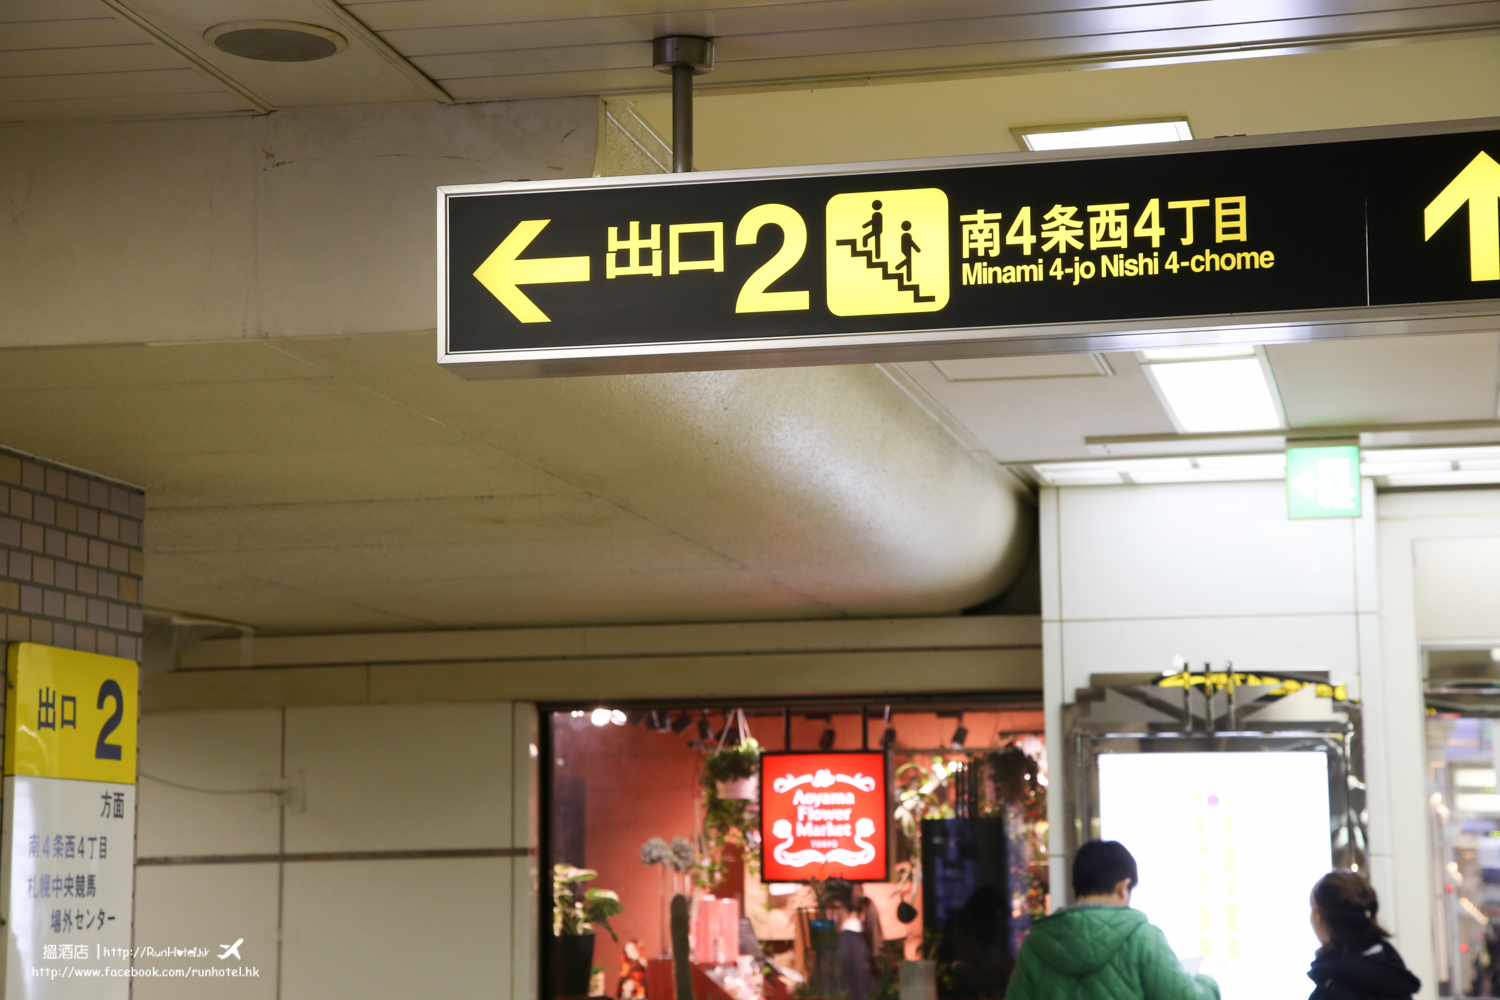 出口2
南4条西4丁目
Minami 4-jo Nishi 4-chome
出口 2
方面
南4条西4丁目
札幌中央競馬
場外センター
Aoyama
Flower
Market
TOKYO
搵酒店 | http://RunHotel.hk
http://www.facebook.com/runhotel.hk